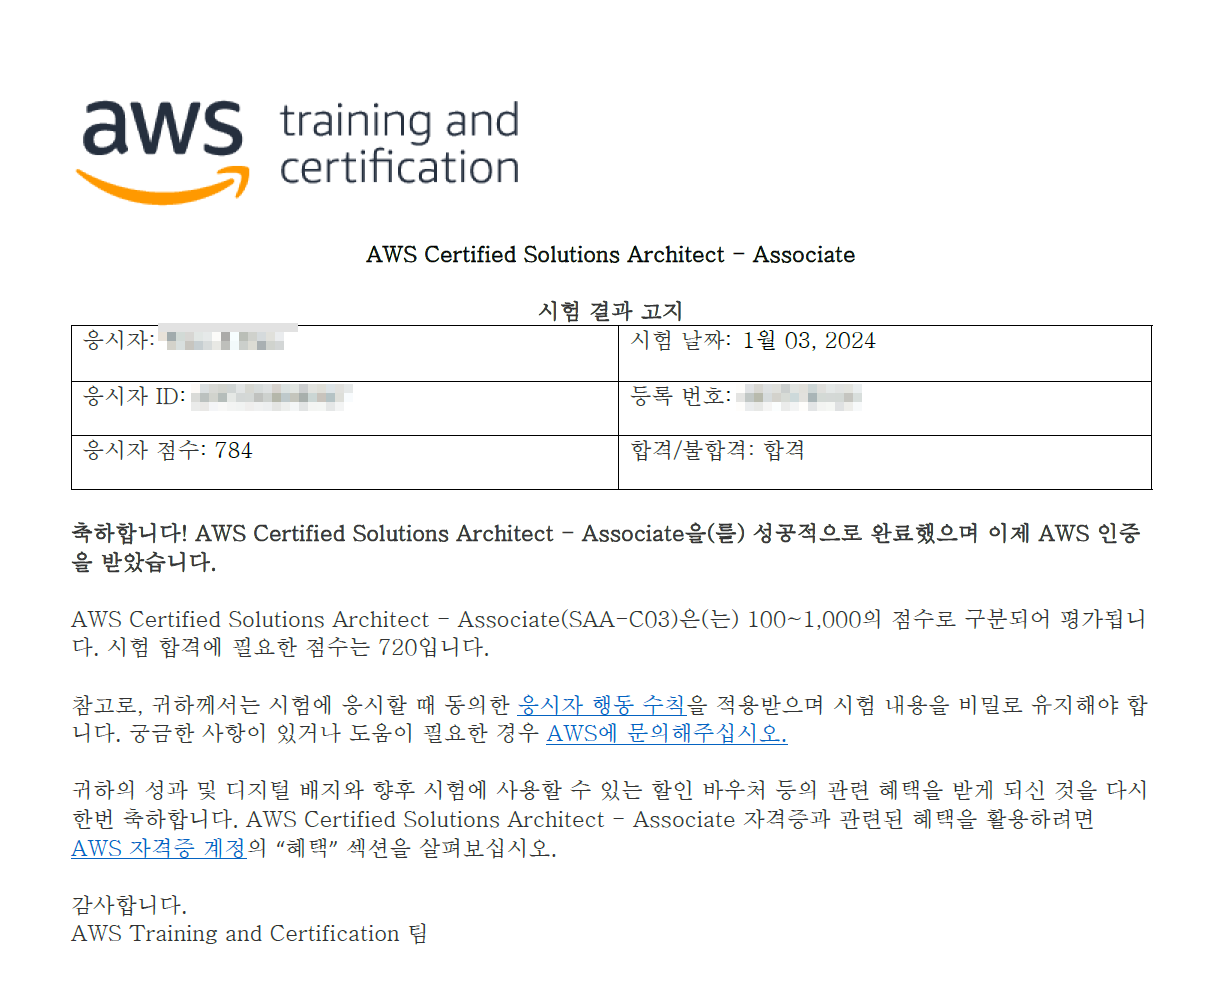 aws training and
certification
AWS Certified Solutions Architect - Associate
시험 결과 고지
응시자:
시험 날짜: 1월 03, 2024
응시자 ID:
등록 번호:
응시자 점수: 784
합격/불합격: 합격
축하합니다! AWS Certified Solutions Architect - Associate을(를) 성공적으로 완료했으며 이제 AWS 인증
을 받았습니다.
AWS Certified Solutions Architect - Associate(SAA-C03)은(는) 100~1,000의 점수로 구분되어 평가됩니
다. 시험 합격에 필요한 점수는 720입니다.
참고로, 귀하께서는 시험에 응시할 때 동의한 응시자 행동 수칙을 적용받으며 시험 내용을 비밀로 유지해야 합
니다. 궁금한 사항이 있거나 도움이 필요한 경우 AWS에 문의해주십시오.
귀하의 성과 및 디지털 배지와 향후 시험에 사용할 수 있는 할인 바우처 등의 관련 혜택을 받게 되신 것을 다시
한번 축하합니다. AWS Certified Solutions Architect - Associate 자격증과 관련된 혜택을 활용하려면
AWS 자격증 계정의 “혜택” 섹션을 살펴보십시오.
감사합니다.
AWS Training and Certification 팀